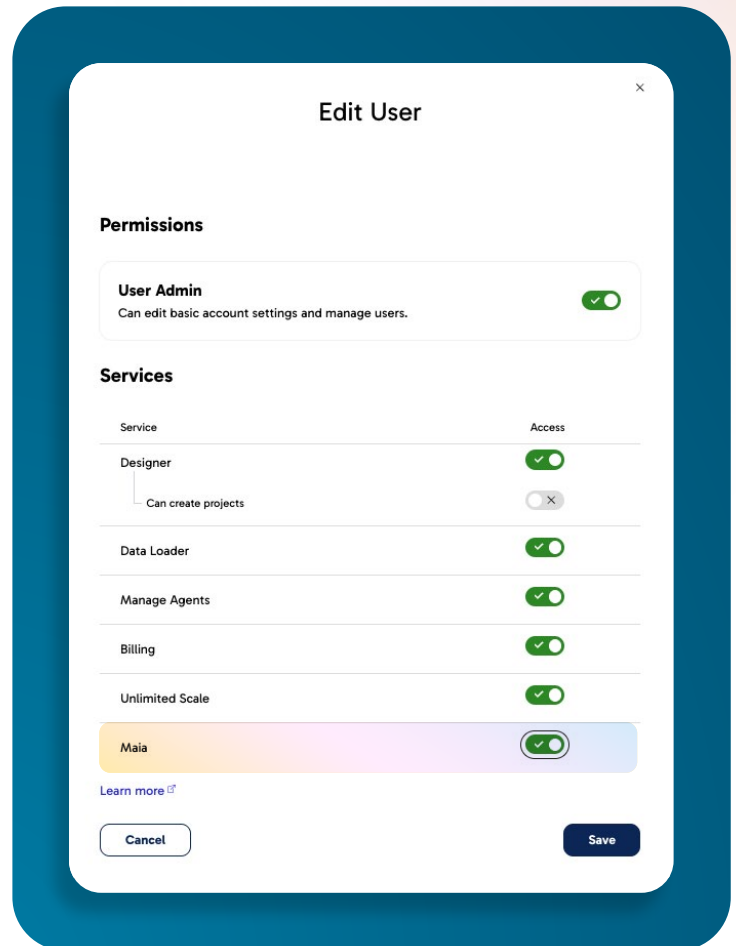 Edit User
Permissions
User Admin
Can edit basic account settings and manage users.
Services
Service Access
Designer
Can create projects
Data Loader
Manage Agents
Billing
Unlimited Scale
Maia
Learn more
Cancel Save